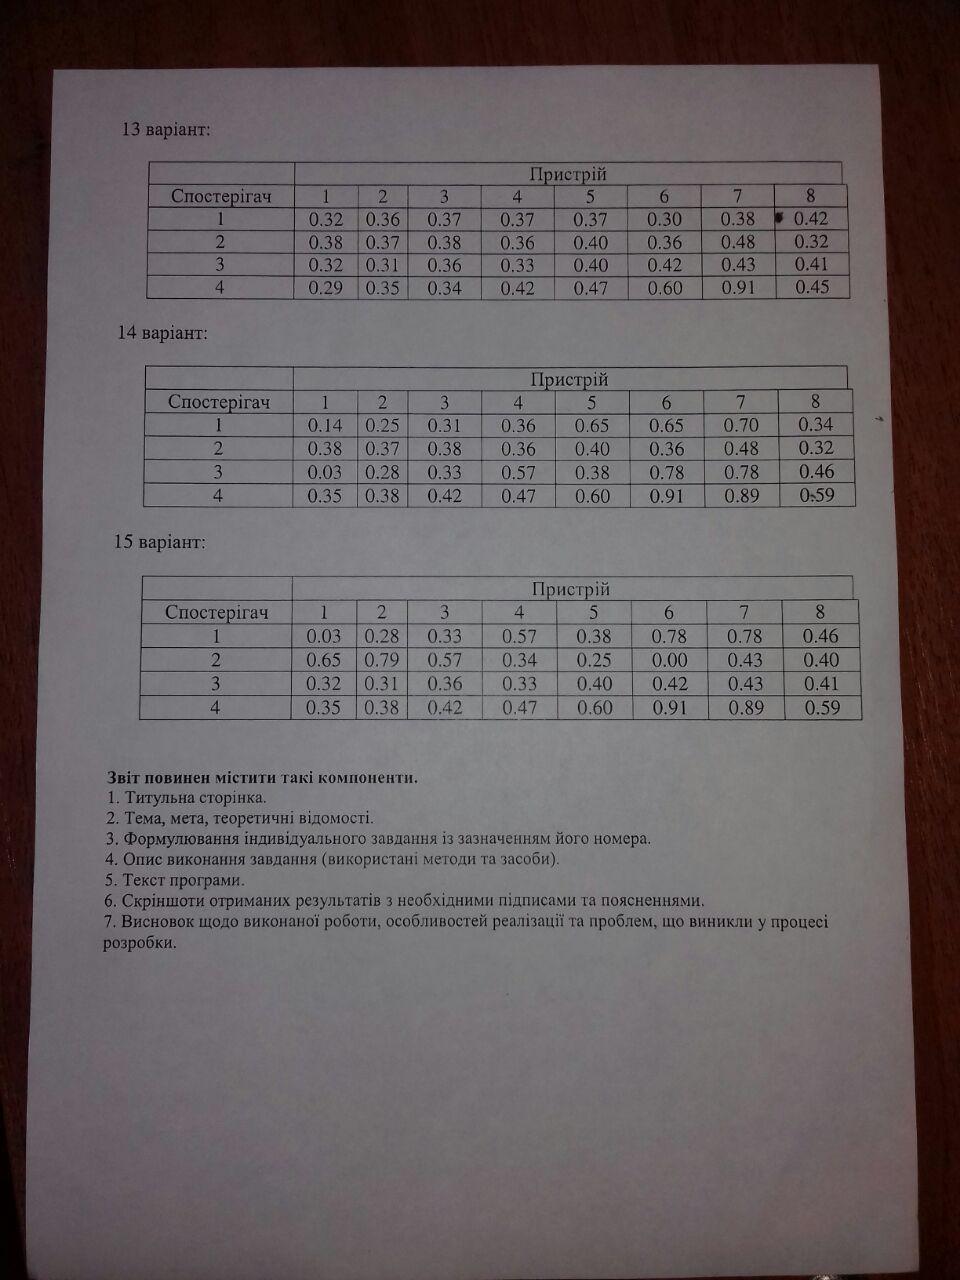 13 варіант:
Пристрій
Спостерігач 1 2 3 4 5 6 7 8
1 0.32 0.36 0.37 0.37 0.37 0.30 0.38 0.42
2 0.38 0.37 0.38 0.36 0.40 0.36 0.48 0.32
3 0.32 0.31 0.36 0.33 0.40 0.42 0.43 0.41
4 0.29 0.35 0.34 0.42 0.47 0.60 0.91 0.45
14 варіант:
Пристрій
Спостерігач 1 2 3 4 5 6 7 8
1 0.14 0.25 0.31 0.36 0.65 0.65 0.70 0.34
2 0.38 0.37 0.38 0.36 0.40 0.36 0.48 0.32
3 0.03 0.28 0.33 0.57 0.38 0.78 0.78 0.46
4 0.35 0.38 0.42 0.47 0.60 0.91 0.89 0.59
15 варіант:
Пристрій
Спостерігач 1 2 3 4 5 6 7 8
1 0.03 0.28 0.33 0.57 0.38 0.78 0.78 0.46
2 0.65 0.79 0.57 0.34 0.25 0.00 0.43 0.40
3 0.32 0.31 0.36 0.33 0.40 0.42 0.43 0.41
4 0.35 0.38 0.42 0.47 0.60 0.91 0.89 0.59
Звіт повинен містити такі компоненти.
1. Титульна сторінка.
2. Тема, мета, теоретичні відомості.
3. Формулювання індивідуального завдання із зазначенням його номера.
4. Опис виконання завдання (використані методи та засоби).
5. Текст програми.
6. Скріншоти отриманих результатів з необхідними підписами та поясненнями.
7. Висновок щодо виконаної роботи, особливостей реалізації та проблем, що виникли у процесі
розробки.